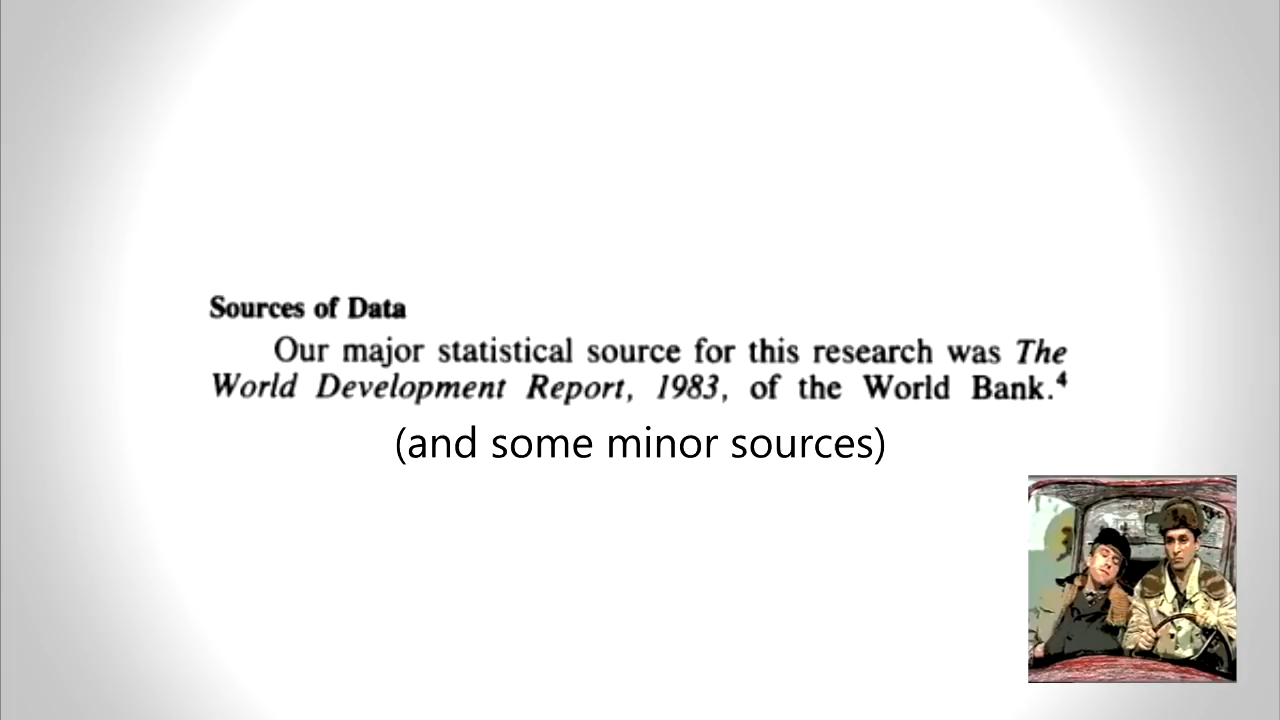 Sources of Data
Our major statistical source for this research was The
World Development Report, 1983, of the World Bank.⁴
(and some minor sources)